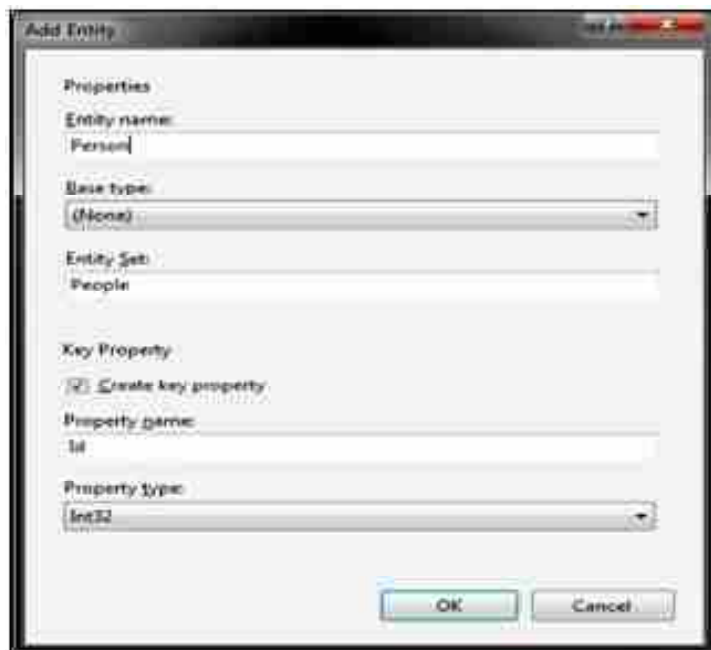 Add Entity
Properties
Entity name:
Person
Base type:
(None)
Entity Set:
People
Key Property
Create key property
Property name:
Id
Property type:
Int32
OK Cancel